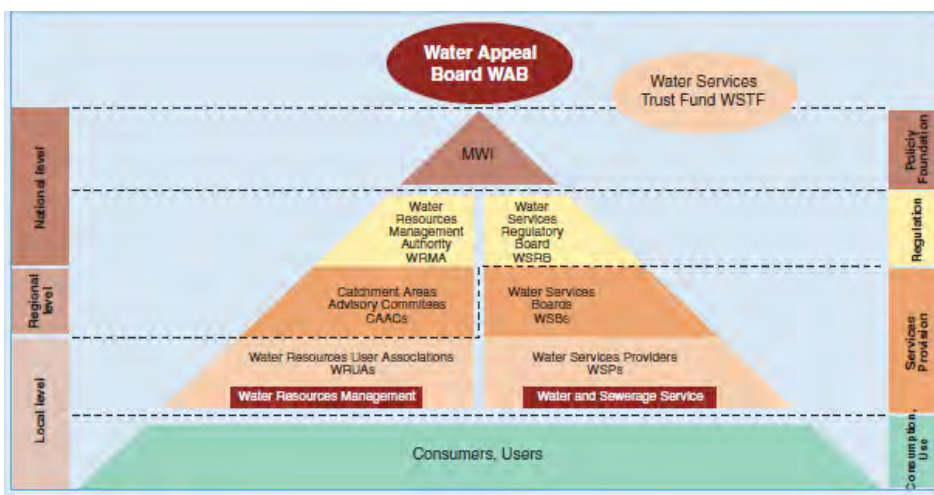 Water Appeal
Board WAB
Water Services
Trust Fund WSTF
National level
Policiy
Foundation
MWI
Water
Resources
Management
Authority
WRMA
Water
Services
Regulatory
Board
WSRB
Regulation
Regional
level
Catchment Areas
Advisory Commitees
CAACs
Water Services
Boards
WSBs
Services
Provision
Local level
Water Resources User Associations
WRUAs
Water Services Providers
WSPs
Water Resources Management
Water and Sewerage Service
Consumers, Users
Consumption,
Use